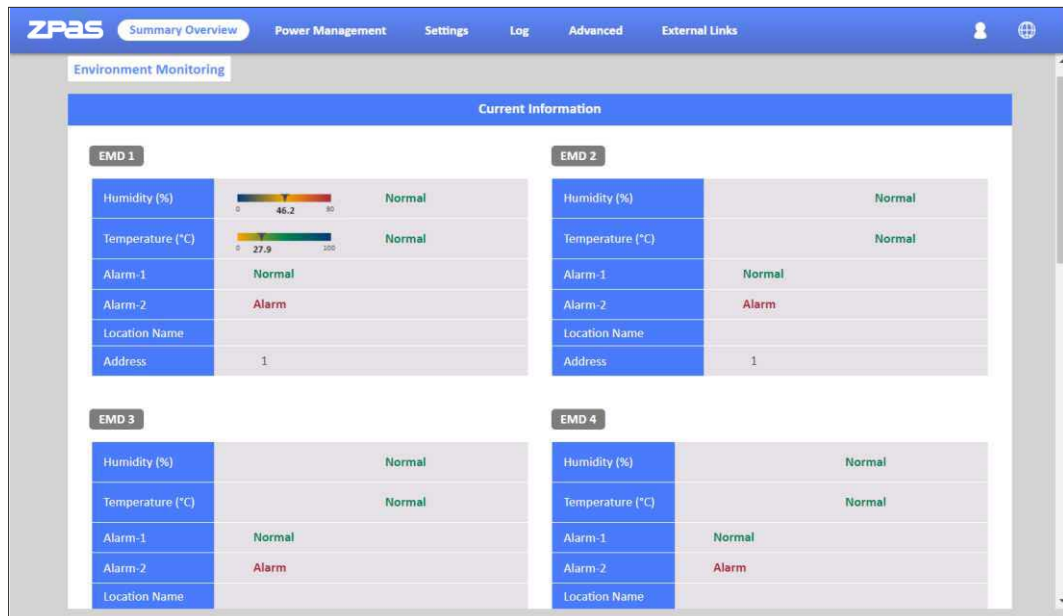 ZPAS Summary Overview Power Management Settings Log Advanced External Links
Environment Monitoring
Current Information
EMD 1
Humidity (%) 0 46.2 90 Normal
Temperature (°C) 0 27.9 100 Normal
Alarm-1 Normal
Alarm-2 Alarm
Location Name
Address 1
EMD 2
Humidity (%) Normal
Temperature (°C) Normal
Alarm-1 Normal
Alarm-2 Alarm
Location Name
Address 1
EMD 3
Humidity (%) Normal
Temperature (°C) Normal
Alarm-1 Normal
Alarm-2 Alarm
Location Name
EMD 4
Humidity (%) Normal
Temperature (°C) Normal
Alarm-1 Normal
Alarm-2 Alarm
Location Name